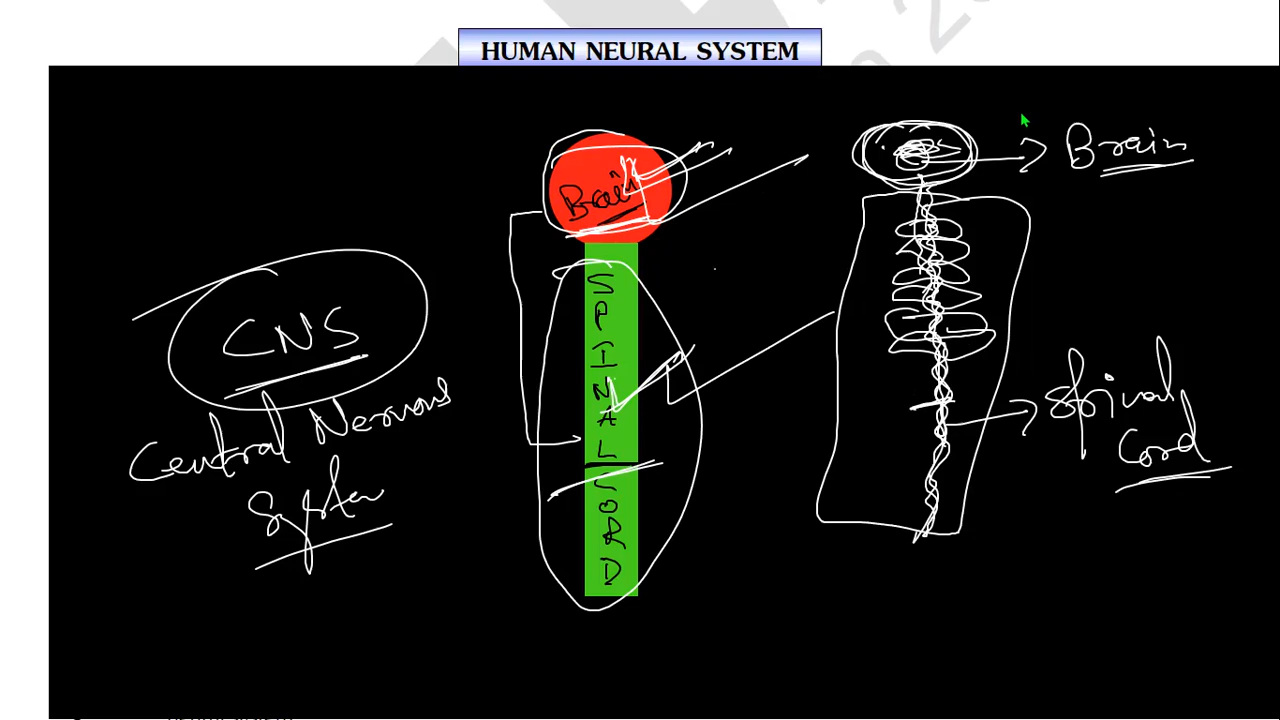 HUMAN NEURAL SYSTEM
Brain
SPINAL CORD
CNS
Central Nervous
System
Brain
Spinal
Cord